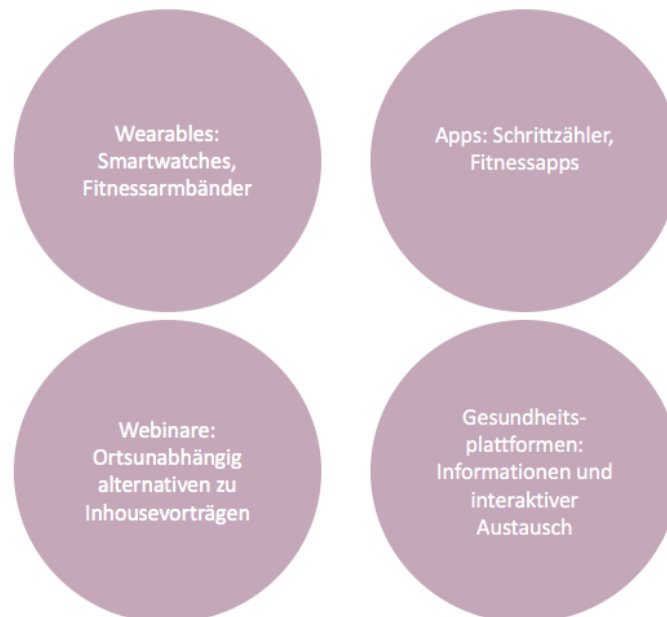 Wearables:
Smartwatches,
Fitnessarmbänder
Apps: Schrittzähler,
Fitnessapps
Webinare:
Ortsunabhängig
alternativen zu
Inhousevorträgen
Gesundheits-
plattformen:
Informationen und
interaktiver
Austausch